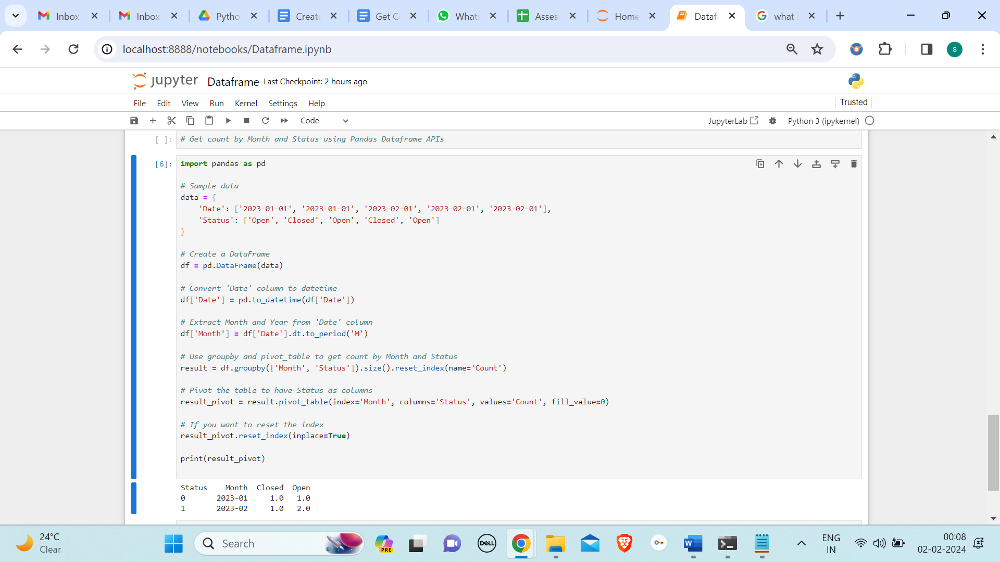 Inbox
Inbox
Pytho
Create
Get C
What
Asses
Home
Dataf
what i
localhost:8888/notebooks/Dataframe.ipynb
s
jupyter Dataframe Last Checkpoint: 2 hours ago
File Edit View Run Kernel Settings Help
Trusted
Code
JupyterLab
Python 3 (ipykernel)
[ ]: # Get count by Month and Status using Pandas Dataframe APIs
[6]: import pandas as pd
# Sample data
data = {
    'Date': ['2023-01-01', '2023-01-01', '2023-02-01', '2023-02-01', '2023-02-01'],
    'Status': ['Open', 'Closed', 'Open', 'Closed', 'Open']
}
# Create a DataFrame
df = pd.DataFrame(data)
# Convert 'Date' column to datetime
df['Date'] = pd.to_datetime(df['Date'])
# Extract Month and Year from 'Date' column
df['Month'] = df['Date'].dt.to_period('M')
# Use groupby and pivot_table to get count by Month and Status
result = df.groupby(['Month', 'Status']).size().reset_index(name='Count')
# Pivot the table to have Status as columns
result_pivot = result.pivot_table(index='Month', columns='Status', values='Count', fill_value=0)
# If you want to reset the index
result_pivot.reset_index(inplace=True)
print(result_pivot)
Status Month Closed Open
0 2023-01 1.0 1.0
1 2023-02 1.0 2.0
24°C
Clear
Search
PRE
DELL
W
ENG
IN
00:08
02-02-2024